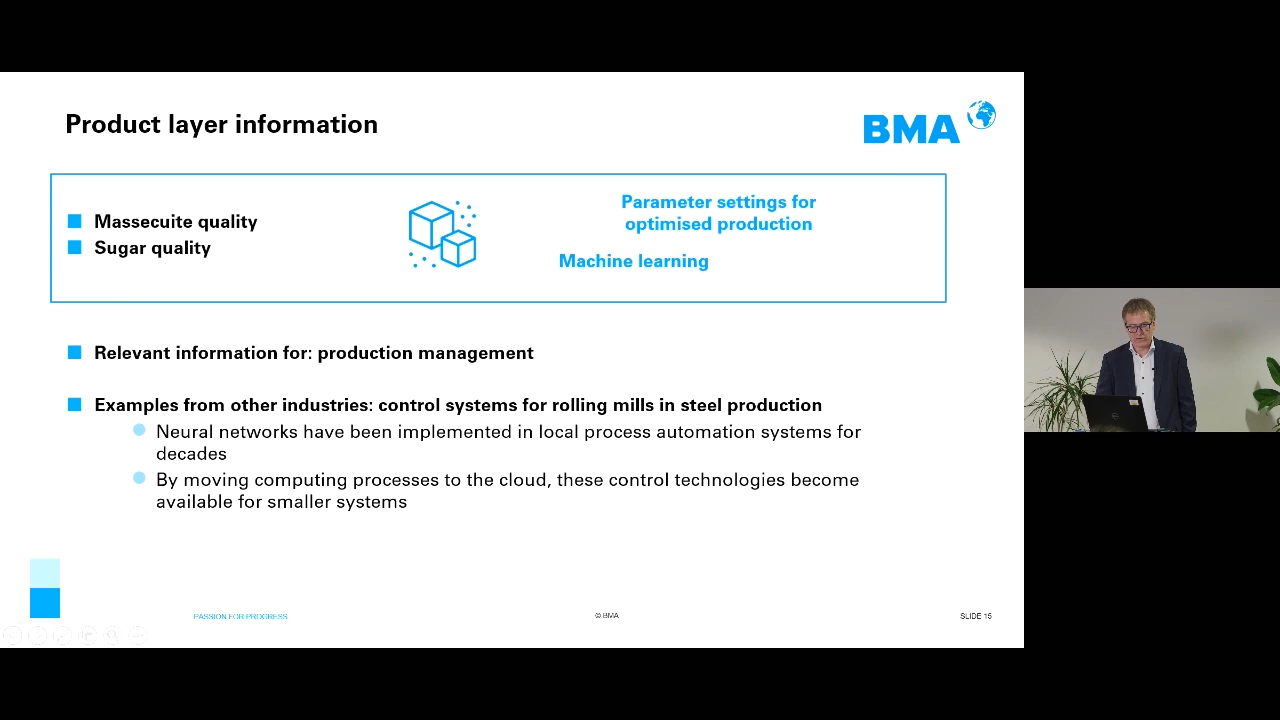 Product layer information
BMA
Massecuite quality
Sugar quality
Parameter settings for
optimised production
Machine learning
Relevant information for: production management
Examples from other industries: control systems for rolling mills in steel production
Neural networks have been implemented in local process automation systems for
decades
By moving computing processes to the cloud, these control technologies become
available for smaller systems
PASSION FOR PROGRESS
© BMA
SLIDE 15